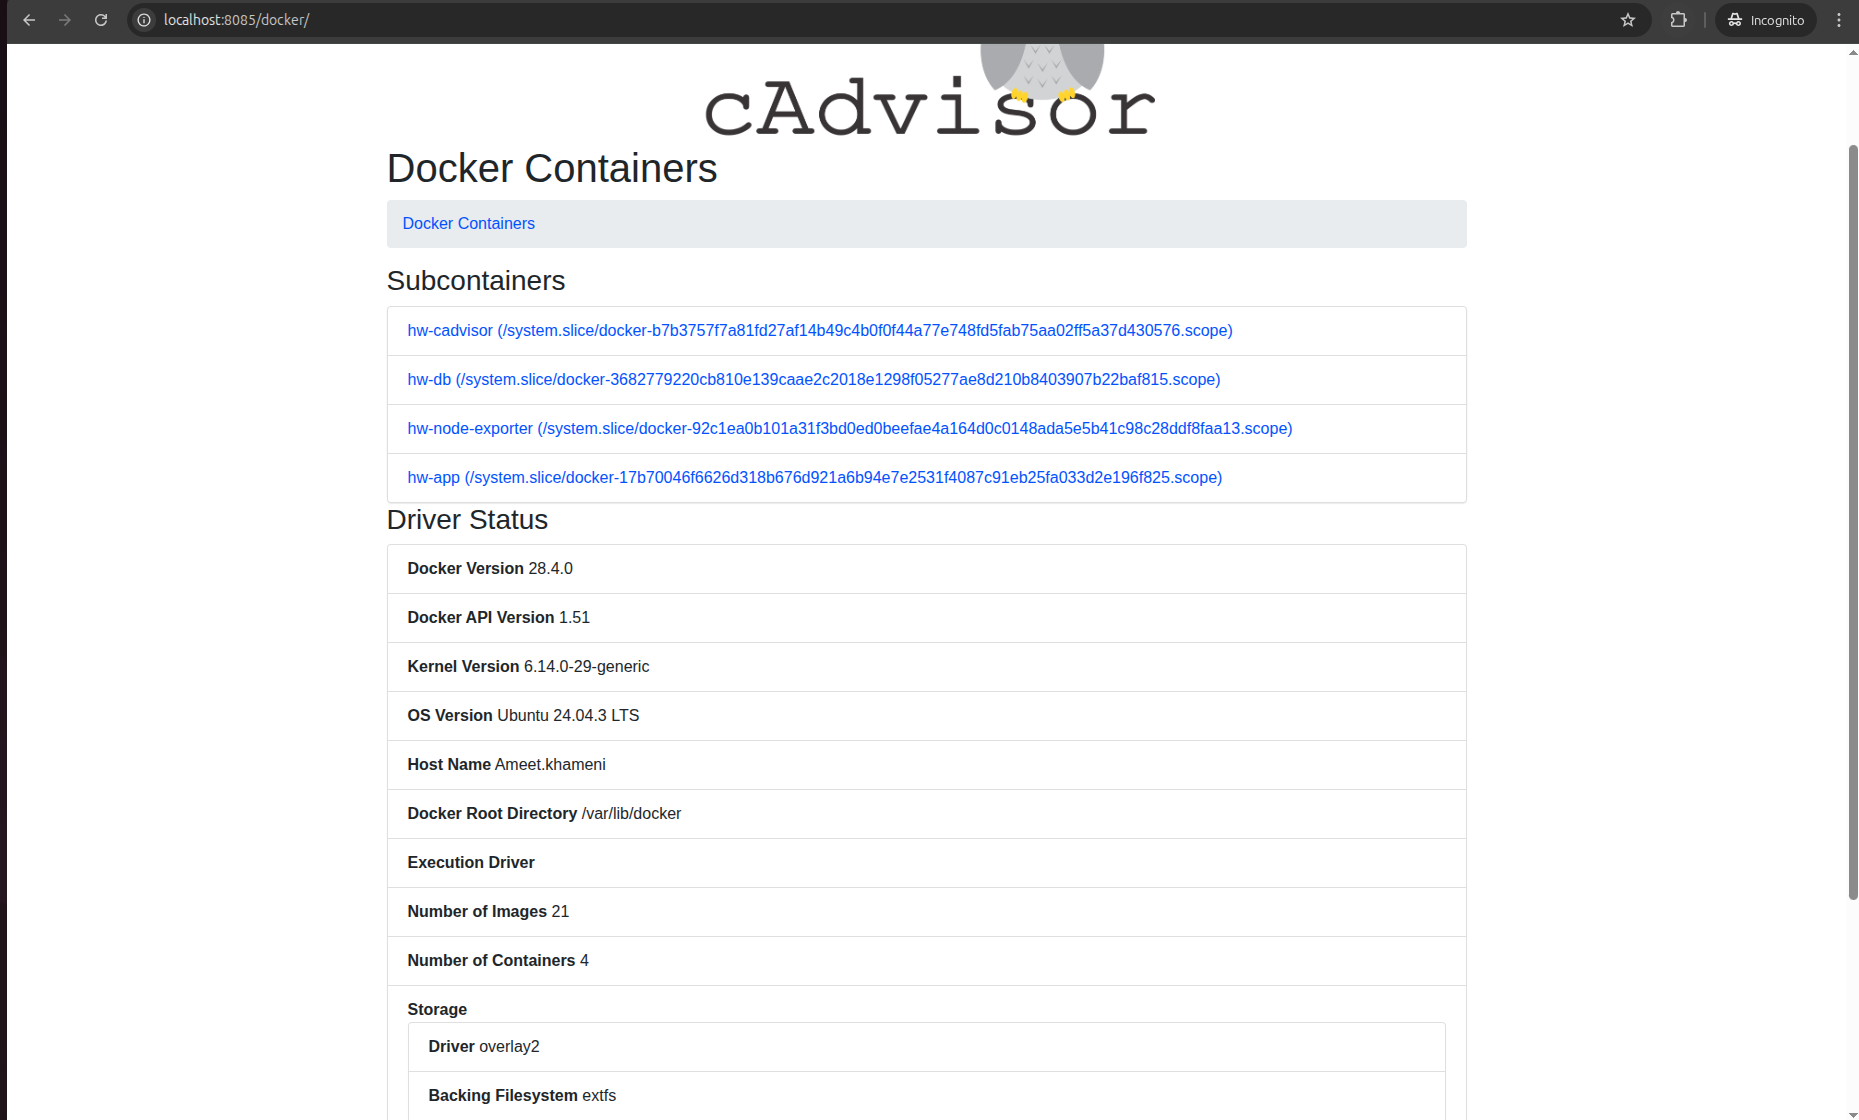 localhost:8085/docker/
Incognito
cAdvisor
Docker Containers
Docker Containers
Subcontainers
hw-cadvisor (/system.slice/docker-b7b3757f7a81fd27af14b49c4b0f0f44a77e748fd5fab75aa02ff5a37d430576.scope)
hw-db (/system.slice/docker-3682779220cb810e139caae2c2018e1298f05277ae8d210b8403907b22baf815.scope)
hw-node-exporter (/system.slice/docker-92c1ea0b101a31f3bd0ed0beefae4a164d0c0148ada5e5b41c98c28ddf8faa13.scope)
hw-app (/system.slice/docker-17b70046f6626d318b676d921a6b94e7e2531f4087c91eb25fa033d2e196f825.scope)
Driver Status
Docker Version 28.4.0
Docker API Version 1.51
Kernel Version 6.14.0-29-generic
OS Version Ubuntu 24.04.3 LTS
Host Name Ameet.khameni
Docker Root Directory /var/lib/docker
Execution Driver
Number of Images 21
Number of Containers 4
Storage
Driver overlay2
Backing Filesystem extfs